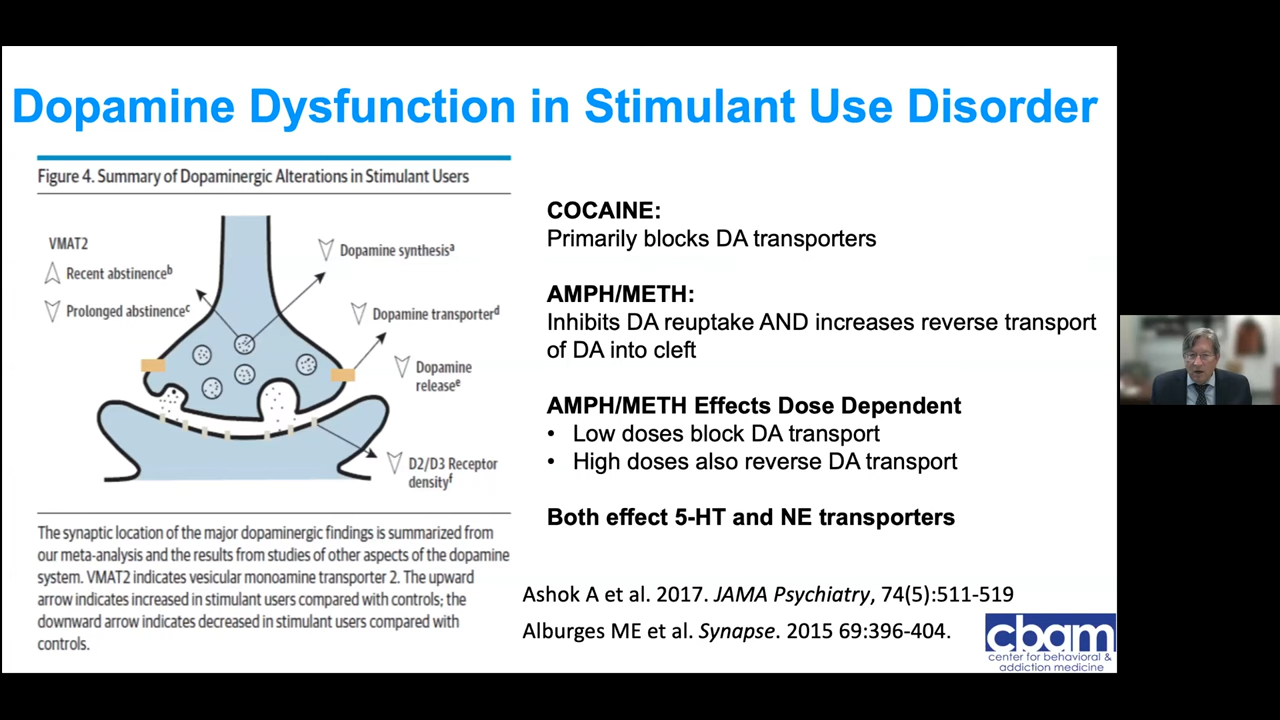 Dopamine Dysfunction in Stimulant Use Disorder
Figure 4. Summary of Dopaminergic Alterations in Stimulant Users
VMAT2
Recent abstinenceᵇ
Prolonged abstinenceᶜ
Dopamine synthesisᵃ
Dopamine transporterᵈ
Dopamine
releaseᵉ
D2/D3 Receptor
densityᶠ
The synaptic location of the major dopaminergic findings is summarized from
our meta-analysis and the results from studies of other aspects of the dopamine
system. VMAT2 indicates vesicular monoamine transporter 2. The upward
arrow indicates increased in stimulant users compared with controls; the
downward arrow indicates decreased in stimulant users compared with
controls.
COCAINE:
Primarily blocks DA transporters
AMPH/METH:
Inhibits DA reuptake AND increases reverse transport
of DA into cleft
AMPH/METH Effects Dose Dependent
• Low doses block DA transport
• High doses also reverse DA transport
Both effect 5-HT and NE transporters
Ashok A et al. 2017. JAMA Psychiatry, 74(5):511-519
Alburges ME et al. Synapse. 2015 69:396-404.
cbam
center for behavioral &
addiction medicine